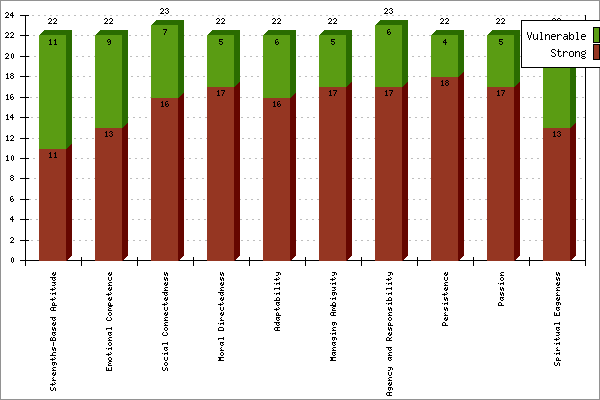 23 23
22 22 22 22 22 22 22
24
22
20
18
16
14
12
10
8
6
4
2
0
Vulnerable
Strong
11 9 7 5 6 5 6 4 5
11 13 16 17 16 17 17 18 17 13
Strengths-Based Aptitude
Emotional Competence
Social Connectedness
Moral Directedness
Adaptability
Managing Ambiguity
Agency and Responsibility
Persistence
Passion
Spiritual Eagerness